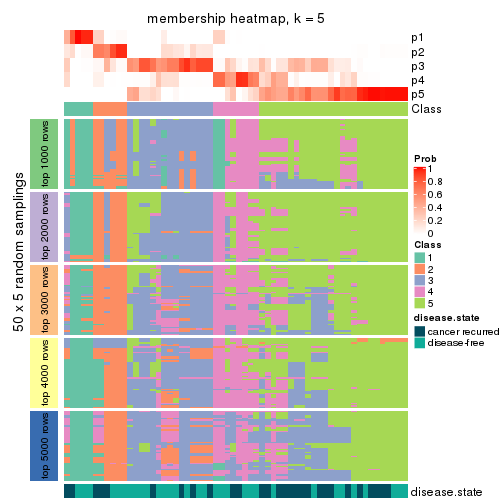 membership heatmap, k = 5
p1
p2
p3
p4
p5
Class
50 x 5 random samplings
top 1000 rows
top 2000 rows
top 3000 rows
top 4000 rows
top 5000 rows
disease.state
Prob
1
0.8
0.6
0.4
0.2
0
Class
1
2
3
4
5
disease.state
cancer recurred
disease-free